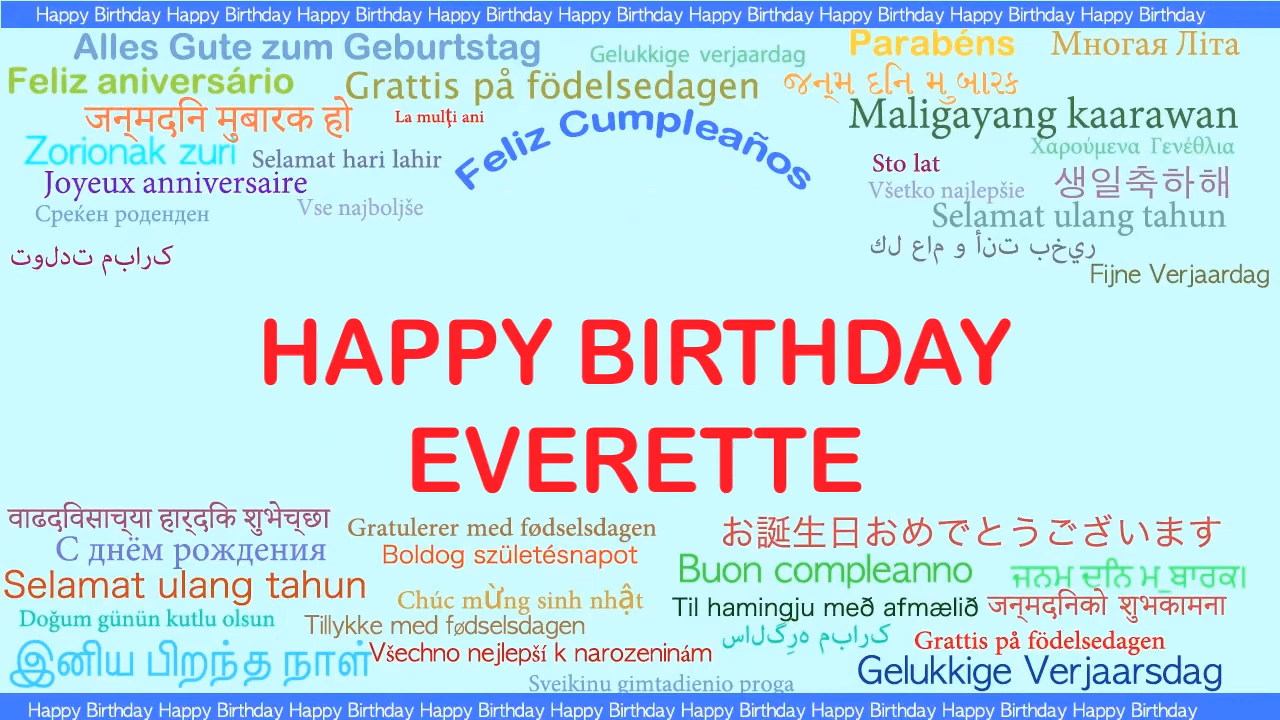 Happy Birthday Happy Birthday Happy Birthday Happy Birthday Happy Birthday Happy Birthday Happy Birthday Happy Birthday Happy Birthday
Alles Gute zum Geburtstag
Gelukkige verjaardag
Parabéns
Многая Літа
Feliz aniversário
Grattis på födelsedagen
જન્મ દિન મુબારક
जन्मदिन मुबारक हो
La mulţi ani
Feliz Cumpleaños
Maligayang kaarawan
Zorionak zuri
Selamat hari lahir
Χαρούμενα Γενέθλια
Sto lat
Joyeux anniversaire
Všetko najlepšie
생일축하해
Среќен роденден
Vse najboljše
Selamat ulang tahun
تولدت مبارک
كل عام و أنت بخير
Fijne Verjaardag
HAPPY BIRTHDAY
EVERETTE
वाढदिवसाच्या हार्दिक शुभेच्छा
Gratulerer med fødselsdagen
お誕生日おめでとうございます
С днём рождения
Boldog születésnapot
Buon compleanno
ਜਨਮ ਦਿਨ ਮੁਬਾਰਕ।
Selamat ulang tahun
Chúc mừng sinh nhật
Til hamingju með afmælið
जन्मदिनको शुभकामना
Doğum günün kutlu olsun
Tillykke med fødselsdagen
سالگرہ مبارک
Grattis på födelsedagen
இனிய பிறந்த நாள்
Všechno nejlepší k narozeninám
Gelukkige Verjaarsdag
Sveikinu gimtadienio proga
Happy Birthday Happy Birthday Happy Birthday Happy Birthday Happy Birthday Happy Birthday Happy Birthday Happy Birthday Happy Birthday